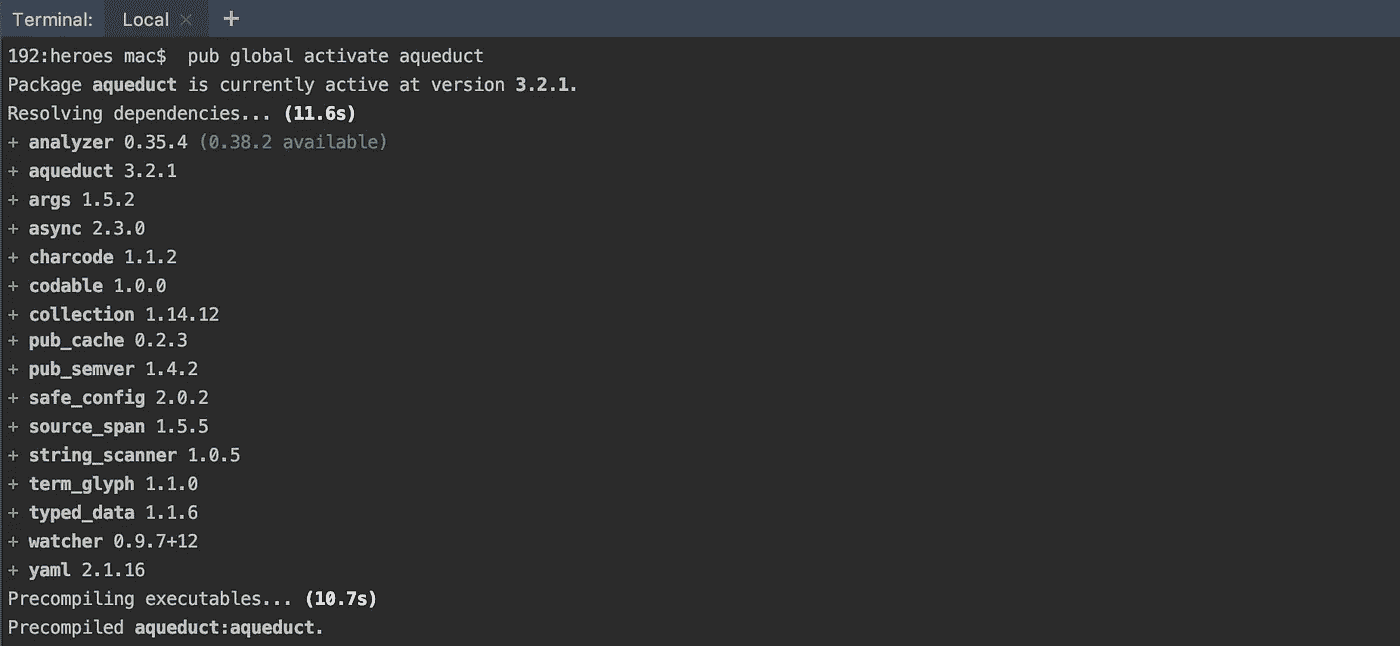 Terminal: Local × +
192:heroes mac$  pub global activate aqueduct
Package aqueduct is currently active at version 3.2.1.
Resolving dependencies... (11.6s)
+ analyzer 0.35.4 (0.38.2 available)
+ aqueduct 3.2.1
+ args 1.5.2
+ async 2.3.0
+ charcode 1.1.2
+ codable 1.0.0
+ collection 1.14.12
+ pub_cache 0.2.3
+ pub_semver 1.4.2
+ safe_config 2.0.2
+ source_span 1.5.5
+ string_scanner 1.0.5
+ term_glyph 1.1.0
+ typed_data 1.1.6
+ watcher 0.9.7+12
+ yaml 2.1.16
Precompiling executables... (10.7s)
Precompiled aqueduct:aqueduct.